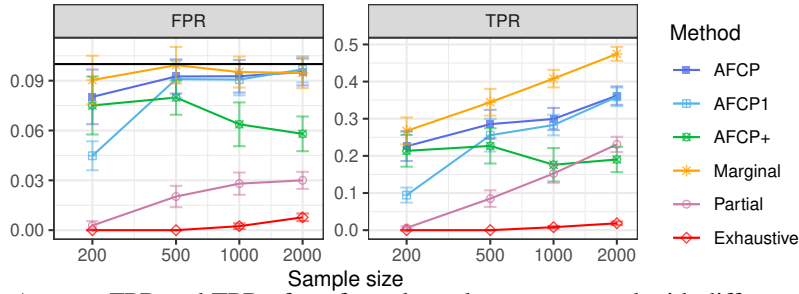 FPR
TPR
0.09
0.06
0.03
0.00
200
500
1000
2000
0.5
0.4
0.3
0.2
0.1
0.0
200
500
1000
2000
Sample size
Method
AFCP
AFCP1
AFCP+
Marginal
Partial
Exhaustive